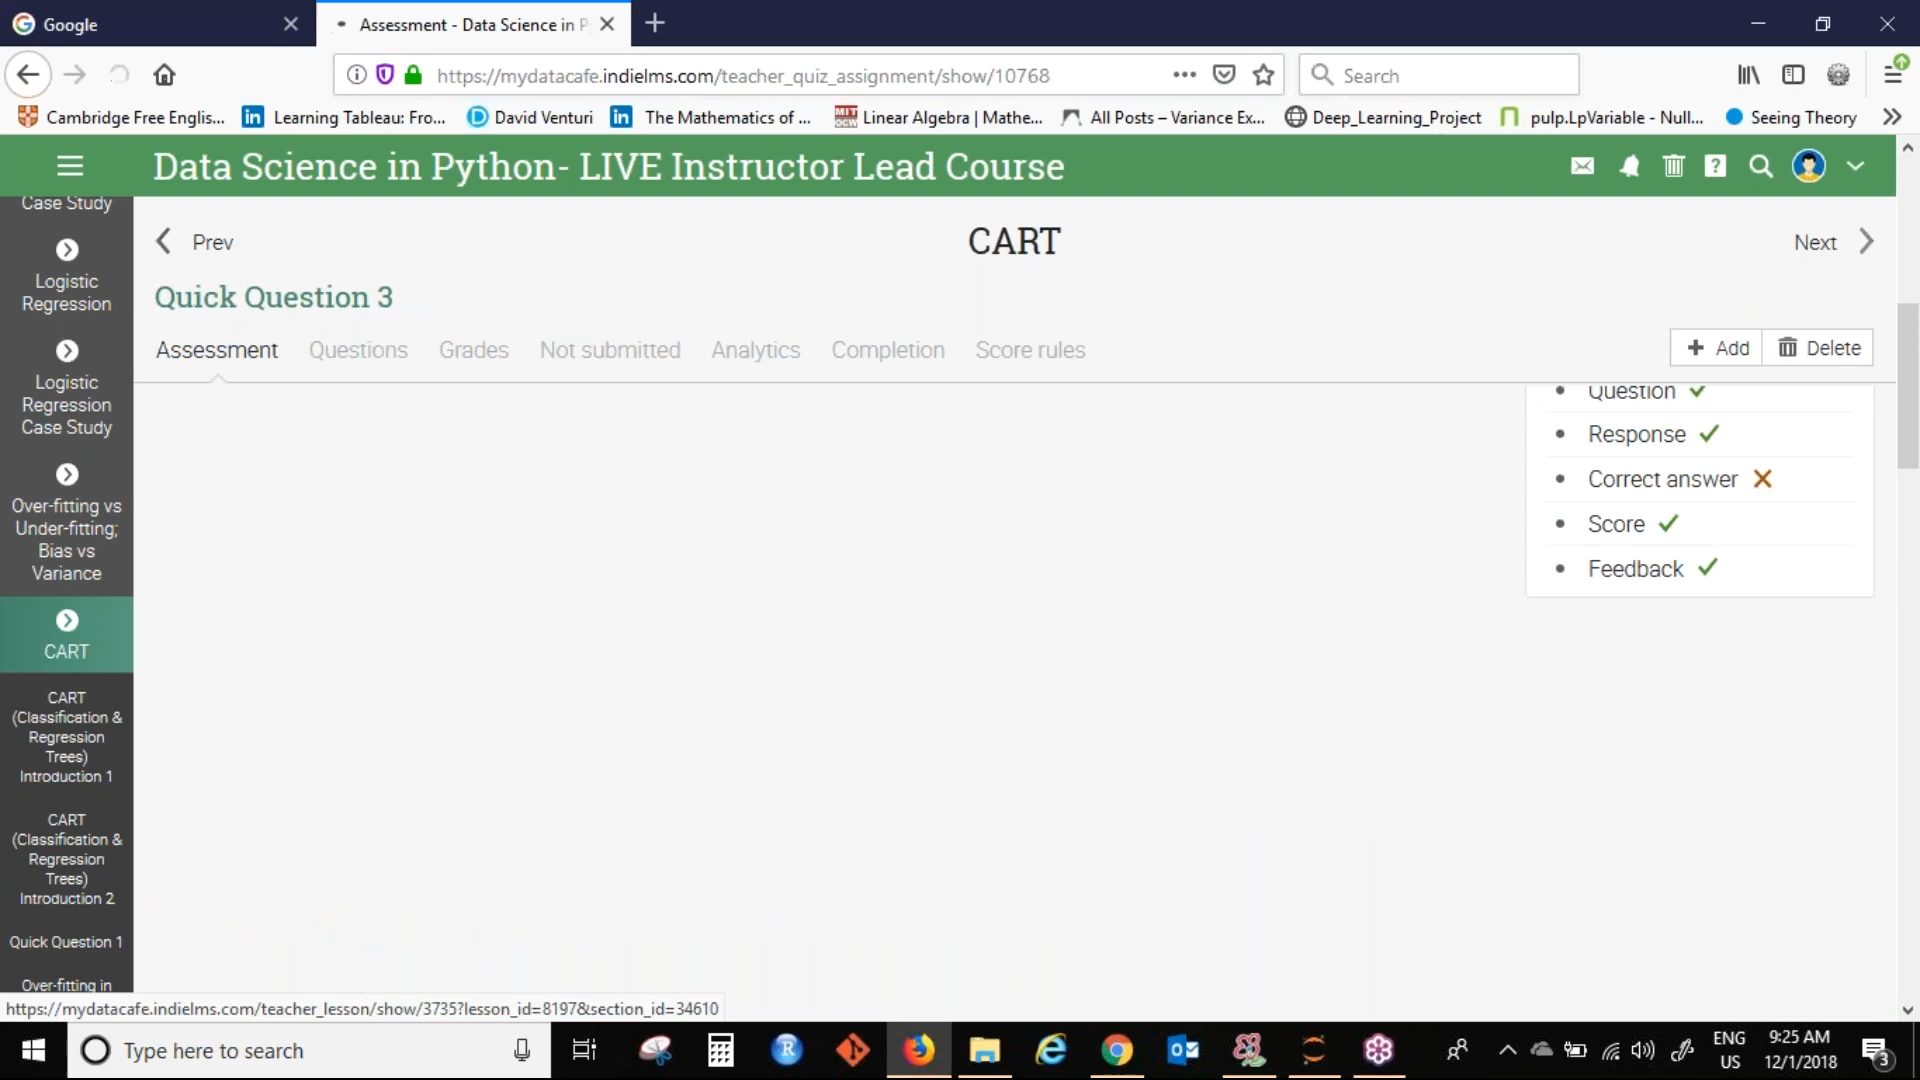 Google
Assessment - Data Science in P
https://mydatacafe.indielms.com/teacher_quiz_assignment/show/10768
Search
Cambridge Free Englis...
Learning Tableau: Fro...
David Venturi
The Mathematics of ...
Linear Algebra | Mathe...
All Posts – Variance Ex...
Deep_Learning_Project
pulp.LpVariable - Null...
Seeing Theory
Data Science in Python- LIVE Instructor Lead Course
Case Study
Logistic
Regression
Logistic
Regression
Case Study
Over-fitting vs
Under-fitting;
Bias vs
Variance
CART
CART
(Classification &
Regression
Trees)
Introduction 1
CART
(Classification &
Regression
Trees)
Introduction 2
Quick Question 1
Over-fitting in
Prev
CART
Next
Quick Question 3
Assessment
Questions
Grades
Not submitted
Analytics
Completion
Score rules
Add
Delete
Question
Response
Correct answer
Score
Feedback
https://mydatacafe.indielms.com/teacher_lesson/show/3735?lesson_id=8197&section_id=34610
Type here to search
ENG
US
9:25 AM
12/1/2018
3